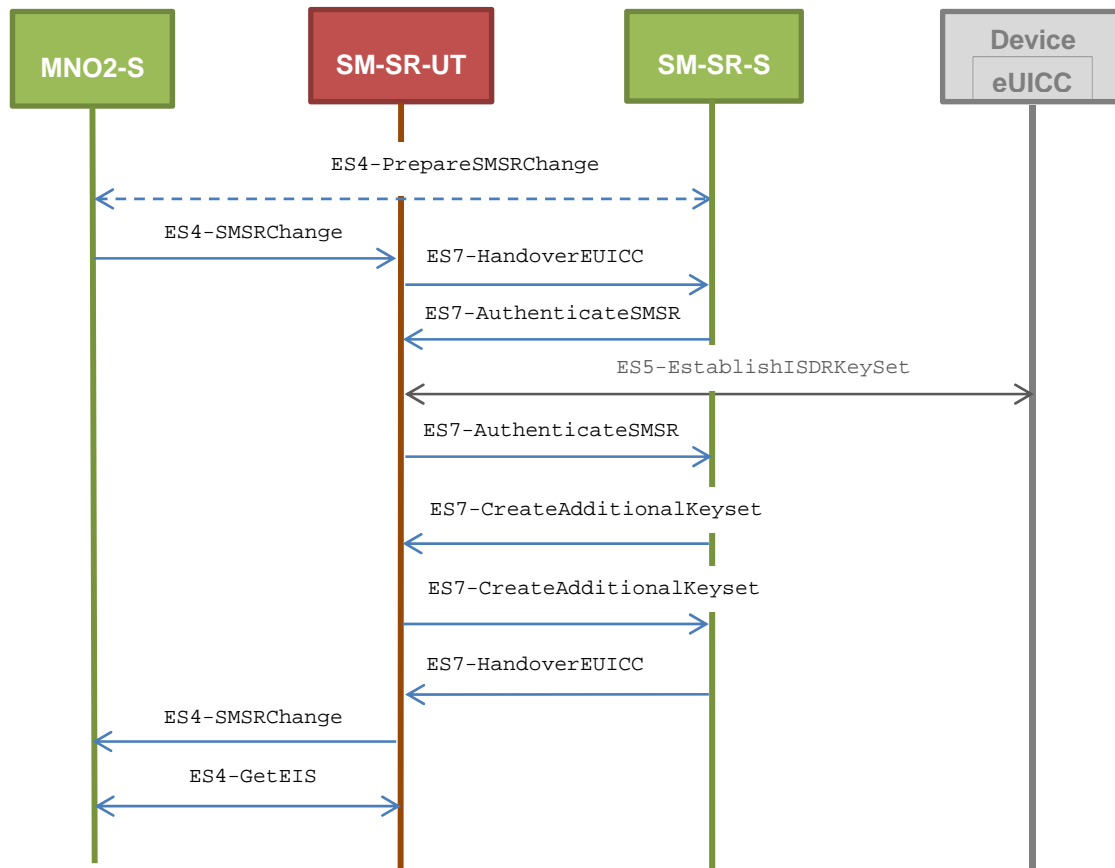 MNO2-S
SM-SR-UT
SM-SR-S
Device
eUICC
ES4-PrepareSMSRChange
ES4-SMSRChange
ES7-HandoverEUICC
ES7-AuthenticateSMSR
ES5-EstablishISDRKeySet
ES7-AuthenticateSMSR
ES7-CreateAdditionalKeyset
ES7-CreateAdditionalKeyset
ES7-HandoverEUICC
ES4-SMSRChange
ES4-GetEIS